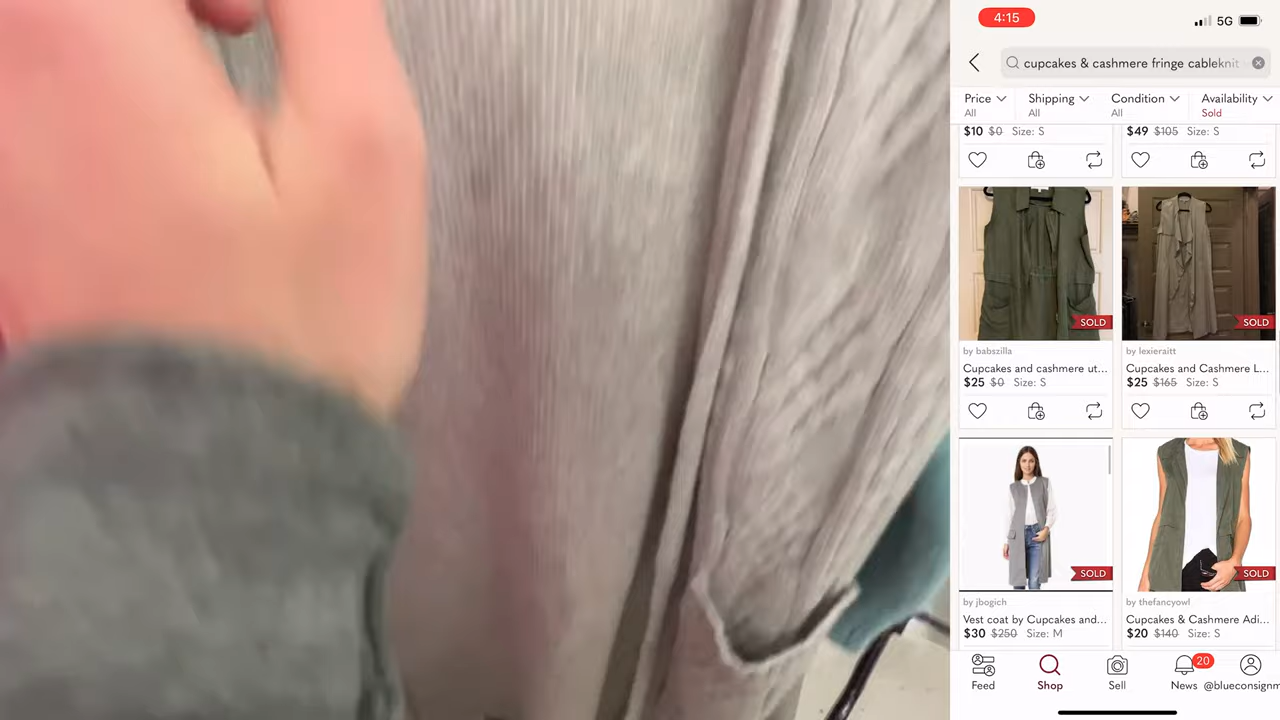 4:15
5G
cupcakes & cashmere fringe cableknit
Price Shipping Condition Availability
All All All Sold
$10 $0 Size: S
$49 $105 Size: S
SOLD
SOLD
by babszilla
by lexieraitt
Cupcakes and cashmere ut...
Cupcakes and Cashmere L...
$25 $0 Size: S
$25 $165 Size: S
SOLD
SOLD
by jbogich
by thefancyowl
Vest coat by Cupcakes and...
Cupcakes & Cashmere Adi...
$30 $250 Size: M
$20 $140 Size: S
20
Feed Shop Sell News @blueconsignm